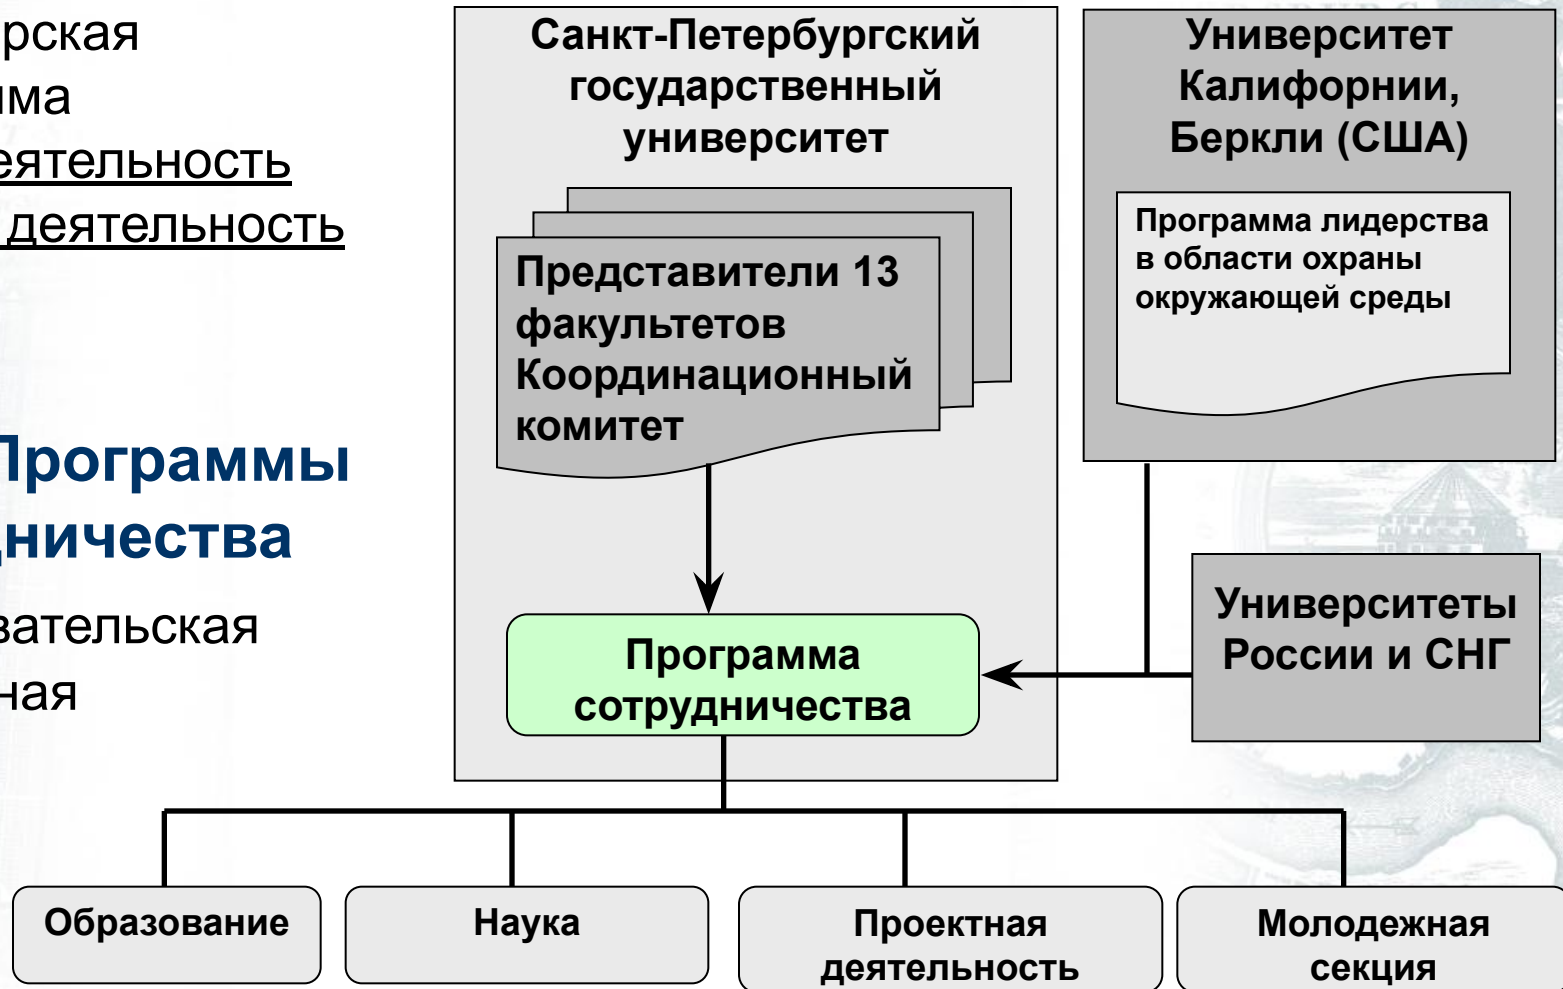 рская
има
еятельность
деятельность
Программы
дничества
вательская
ная
Санкт-Петербургский
государственный
университет
Представители 13
факультетов
Координационный
комитет
Программа
сотрудничества
Университет
Калифорнии,
Беркли (США)
Программа лидерства
в области охраны
окружающей среды
Университеты
России и СНГ
Образование
Наука
Проектная
деятельность
Молодежная
секция